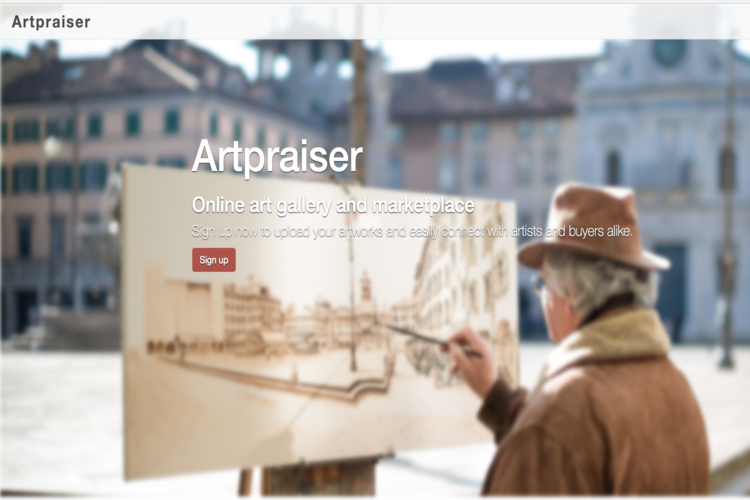 Artpraiser
Artpraiser
Online art gallery and marketplace
Sign up now to upload your artworks and easily connect with artists and buyers alike.
Sign up